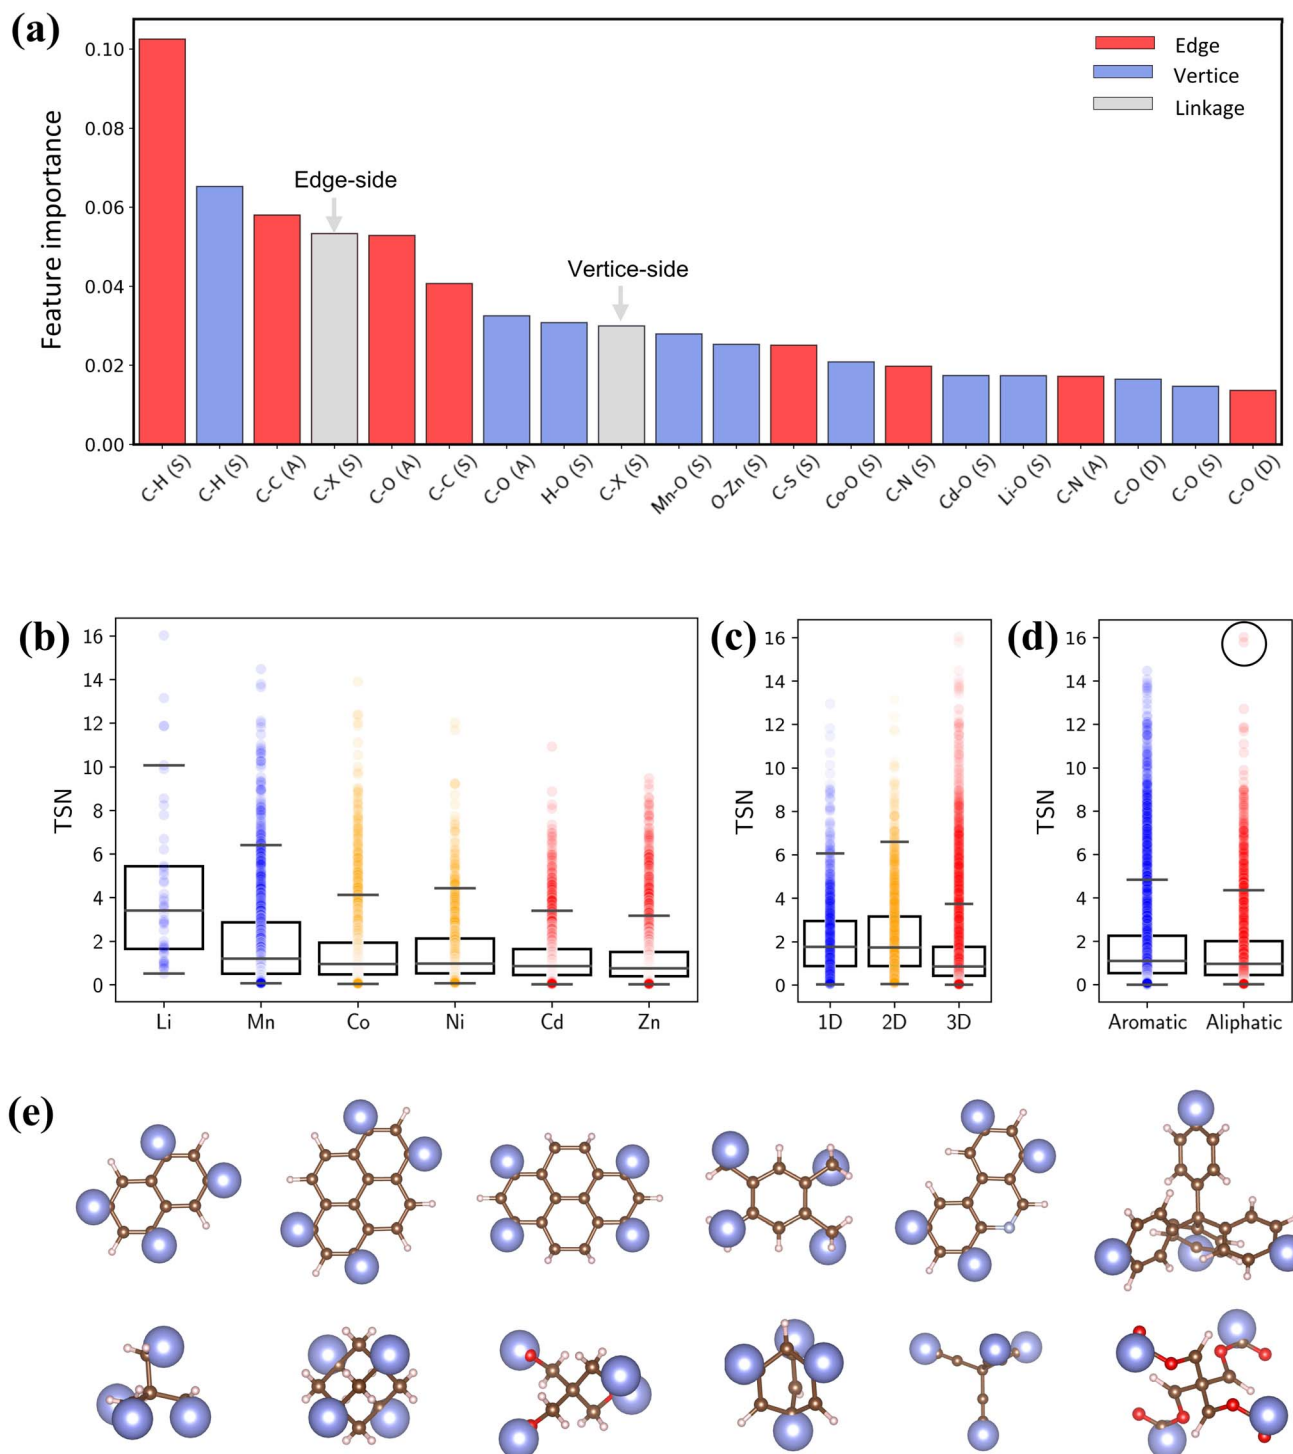 (a)
Feature importance
0.10
0.08
0.06
0.04
0.02
0.00
Edge
Vertice
Linkage
Edge-side
Vertice-side
C-H (S)
C-H (S)
C-C (A)
C-X (S)
C-O (A)
C-C (S)
C-O (A)
H-O (S)
C-X (S)
Mn-O (S)
O-Zn (S)
C-S (S)
Co-O (S)
C-N (S)
Cd-O (S)
Li-O (S)
C-N (A)
C-O (D)
C-O (S)
C-O (D)
(b)
TSN
16
14
12
10
8
6
4
2
0
Li Mn Co Ni Cd Zn
(c)
TSN
16
14
12
10
8
6
4
2
0
1D 2D 3D
(d)
TSN
16
14
12
10
8
6
4
2
0
Aromatic Aliphatic
(e)